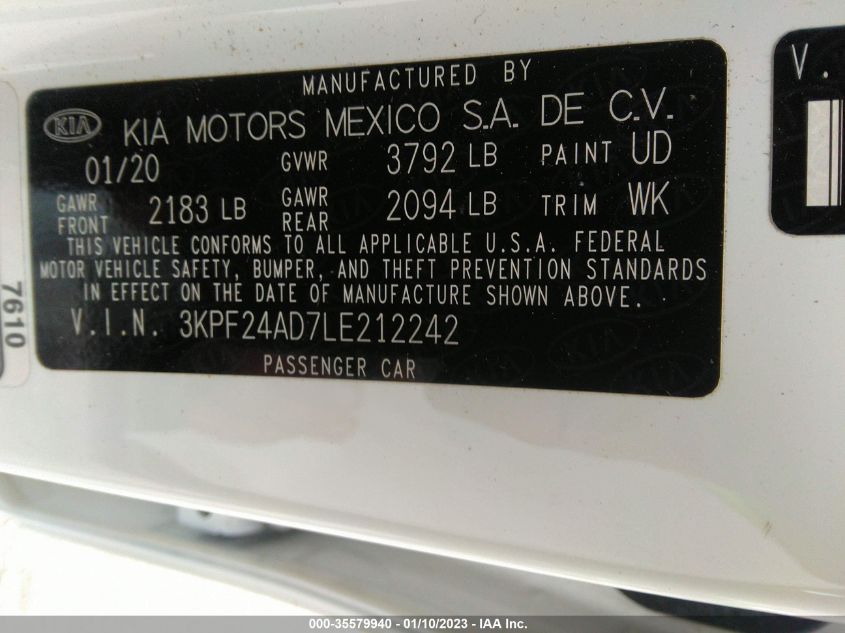 MANUFACTURED BY
KIA KIA MOTORS MEXICO S.A. DE C.V.
01/20 GVWR 3792 LB PAINT UD
GAWR FRONT 2183 LB GAWR REAR 2094 LB TRIM WK
THIS VEHICLE CONFORMS TO ALL APPLICABLE U.S.A. FEDERAL
MOTOR VEHICLE SAFETY, BUMPER, AND THEFT PREVENTION STANDARDS
IN EFFECT ON THE DATE OF MANUFACTURE SHOWN ABOVE.
V.I.N. 3KPF24AD7LE212242
PASSENGER CAR
7610
V.
000-35579940 - 01/10/2023 - IAA Inc.